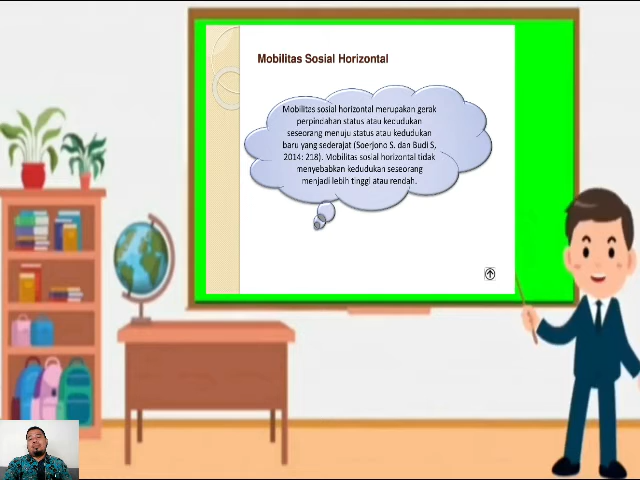 Mobilitas Sosial Horizontal
Mobilitas sosial horizontal merupakan gerak
perpindahan status atau kedudukan
seseorang menuju status atau kedudukan
baru yang sederajat (Soerjono S. dan Budi S,
2014: 218). Mobilitas sosial horizontal tidak
menyebabkan kedudukan seseorang
menjadi lebih tinggi atau rendah.